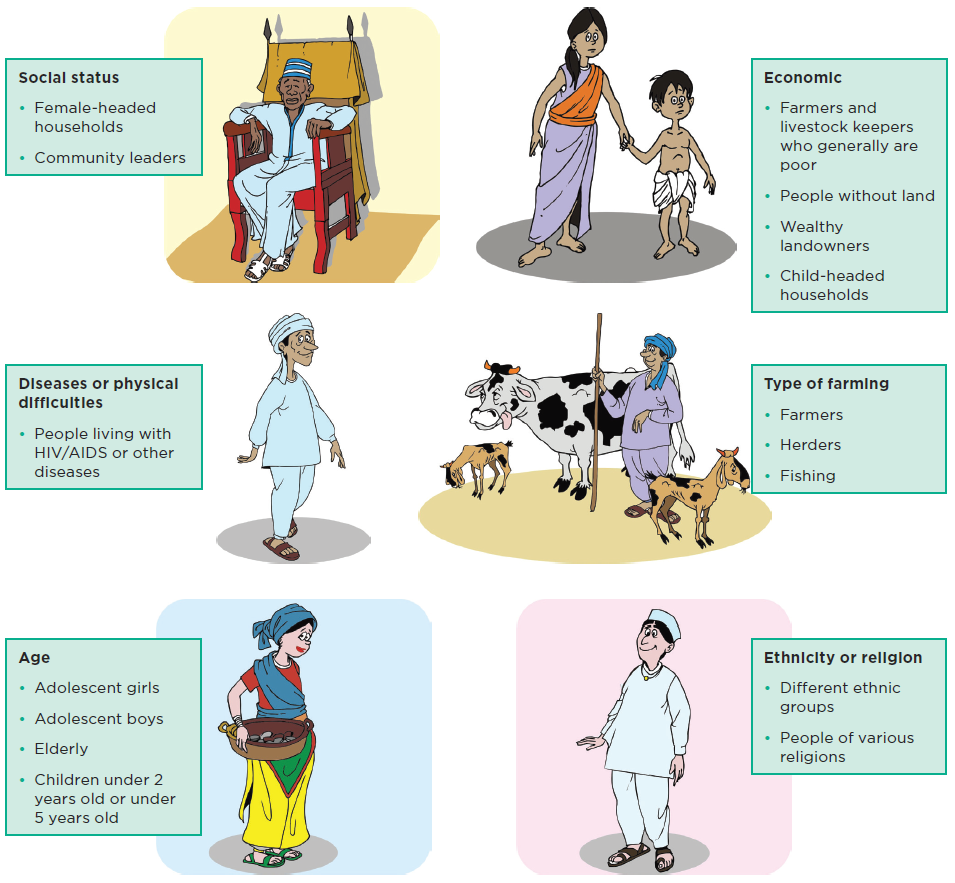 Social status
• Female-headed
households
• Community leaders
Economic
• Farmers and
livestock keepers
who generally are
poor
• People without land
• Wealthy
landowners
• Child-headed
households
Diseases or physical
difficulties
• People living with
HIV/AIDS or other
diseases
Type of farming
• Farmers
• Herders
• Fishing
Age
• Adolescent girls
• Adolescent boys
• Elderly
• Children under 2
years old or under
5 years old
Ethnicity or religion
• Different ethnic
groups
• People of various
religions